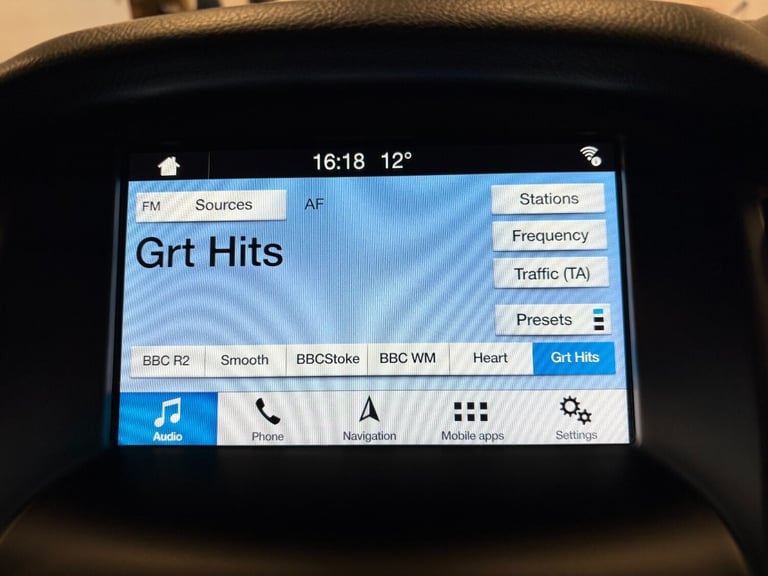 16:18 12°
FM Sources AF
Stations
Grt Hits
Frequency
Traffic (TA)
Presets
BBC R2 Smooth BBCStoke BBC WM Heart Grt Hits
Audio Phone Navigation Mobile apps Settings